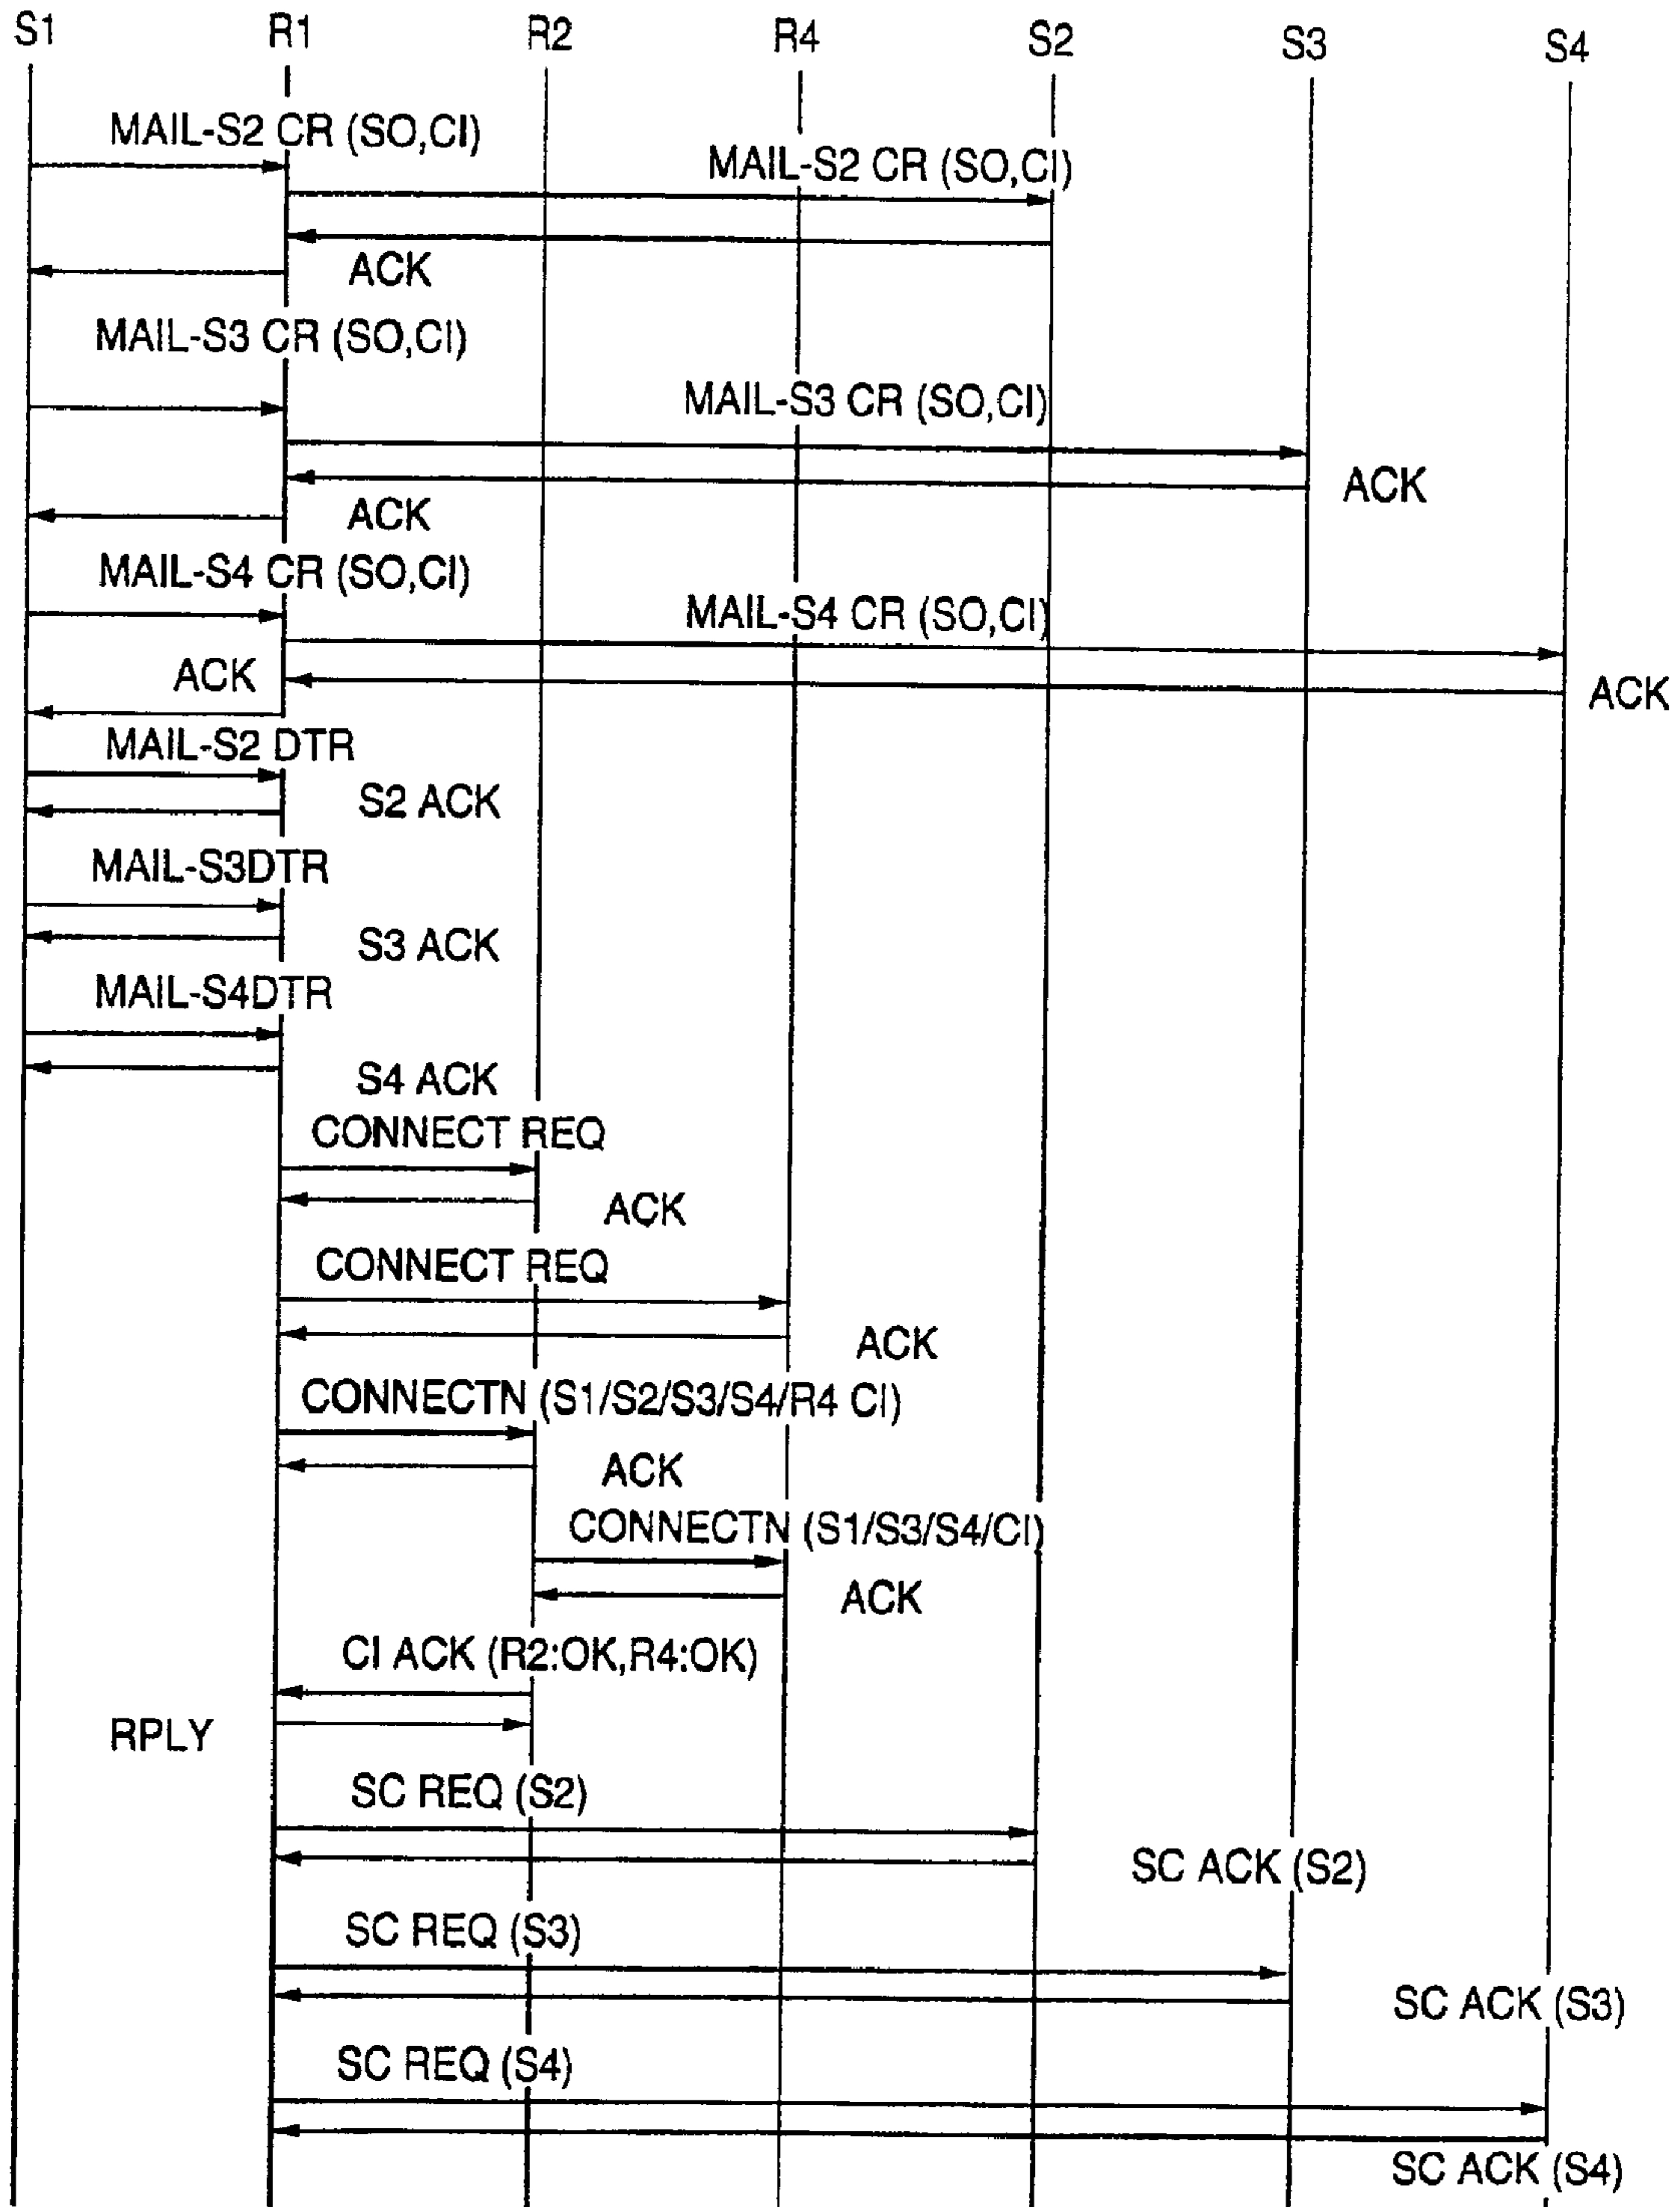 S1 R1 R2 R4 S2 S3 S4
MAIL-S2 CR (SO,CI)
MAIL-S2 CR (SO,CI)
ACK
MAIL-S3 CR (SO,CI)
MAIL-S3 CR (SO,CI)
ACK
ACK
MAIL-S4 CR (SO,CI)
MAIL-S4 CR (SO,CI)
ACK
ACK
MAIL-S2 DTR
S2 ACK
MAIL-S3DTR
S3 ACK
MAIL-S4DTR
S4 ACK
CONNECT REQ
ACK
CONNECT REQ
ACK
CONNECTN (S1/S2/S3/S4/R4 CI)
ACK
CONNECTN (S1/S3/S4/CI)
ACK
CI ACK (R2:OK,R4:OK)
RPLY
SC REQ (S2)
SC ACK (S2)
SC REQ (S3)
SC ACK (S3)
SC REQ (S4)
SC ACK (S4)